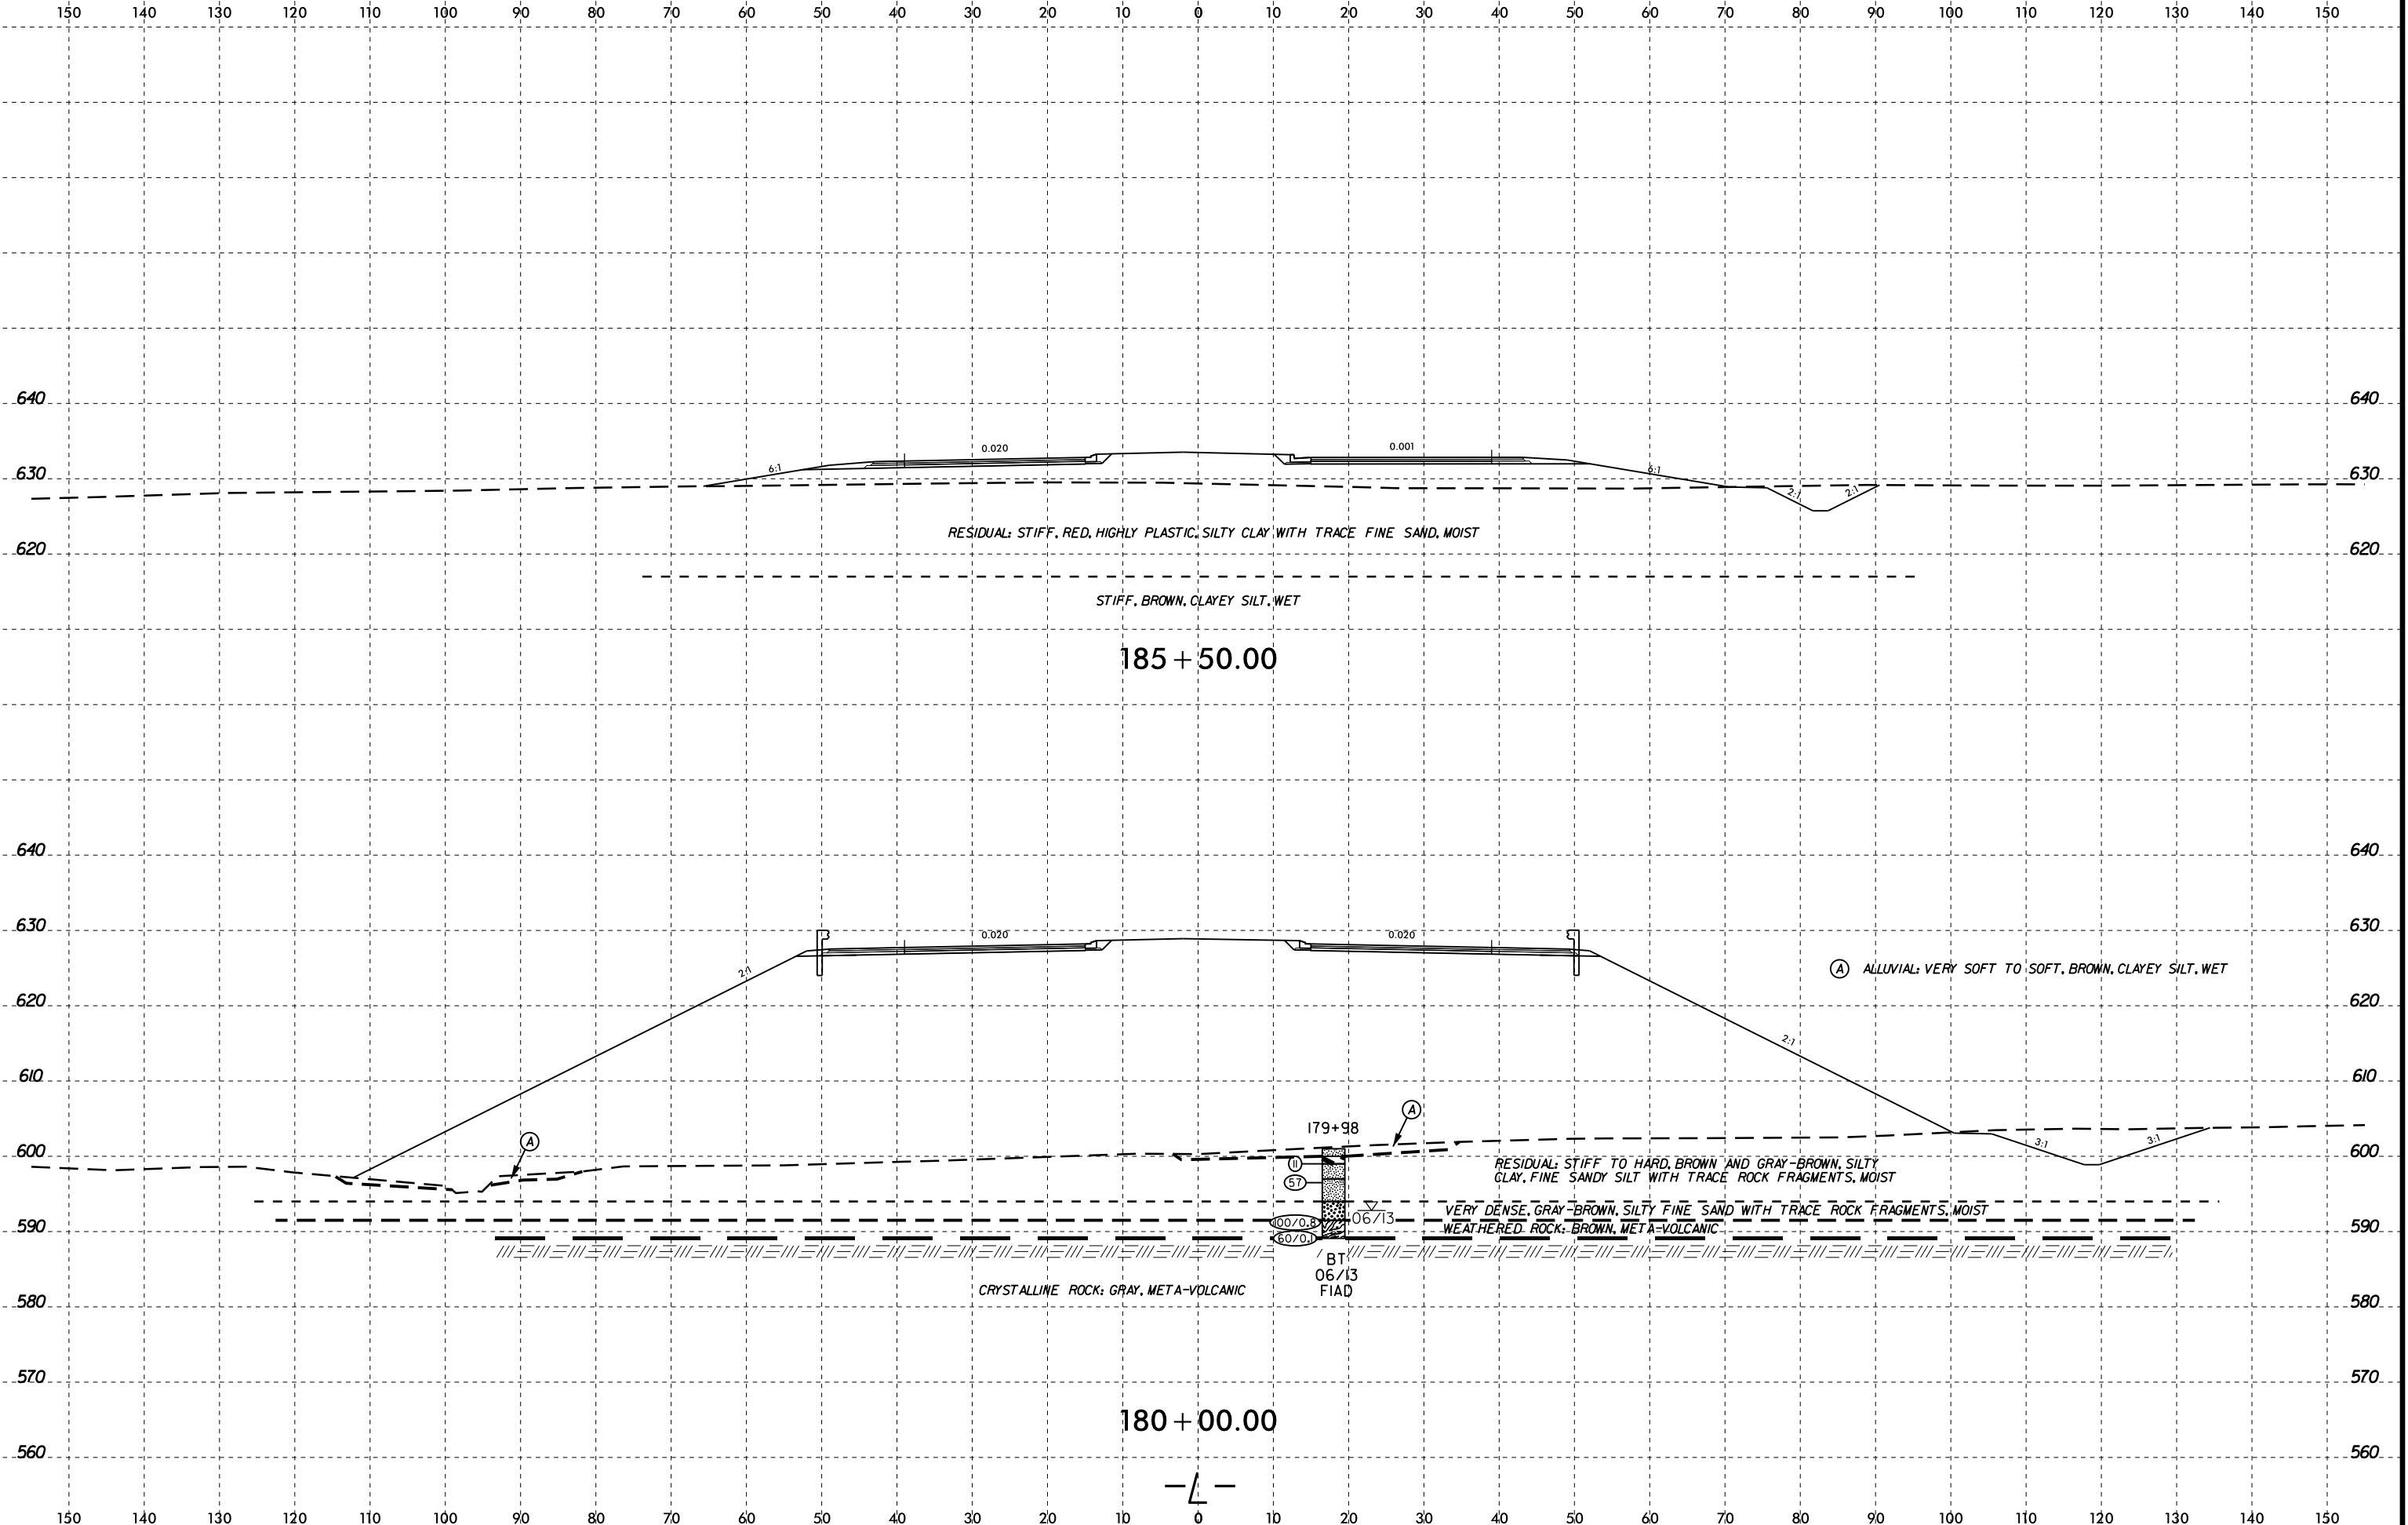 150 140 130 120 110 100 90 80 70 60 50 40 30 20 10 0 10 20 30 40 50 60 70 80 90 100 110 120 130 140 150
640 640
0.020 0.001
6:1 6:1
630 630
2:1 2:1
RESIDUAL: STIFF, RED, HIGHLY PLASTIC, SILTY CLAY WITH TRACE FINE SAND, MOIST
620 620
STIFF, BROWN, CLAYEY SILT, WET
185+50.00
640 640
630 630
0.020 0.020
2:1
A ALLUVIAL: VERY SOFT TO SOFT, BROWN, CLAYEY SILT, WET
620 620
2:1
610 610
A
179+98
A
3:1 3:1
600 600
11
RESIDUAL: STIFF TO HARD, BROWN AND GRAY-BROWN, SILTY
CLAY, FINE SANDY SILT WITH TRACE ROCK FRAGMENTS, MOIST
57
VERY DENSE, GRAY-BROWN, SILTY FINE SAND WITH TRACE ROCK FRAGMENTS, MOIST
06/13
100/0.8
590 590
WEATHERED ROCK: BROWN, META-VOLCANIC
60/0.1
BT
06/13
FIAD
CRYSTALLINE ROCK: GRAY, META-VOLCANIC
580 580
570 570
180+00.00
560 560
-L-
150 140 130 120 110 100 90 80 70 60 50 40 30 20 10 0 10 20 30 40 50 60 70 80 90 100 110 120 130 140 150